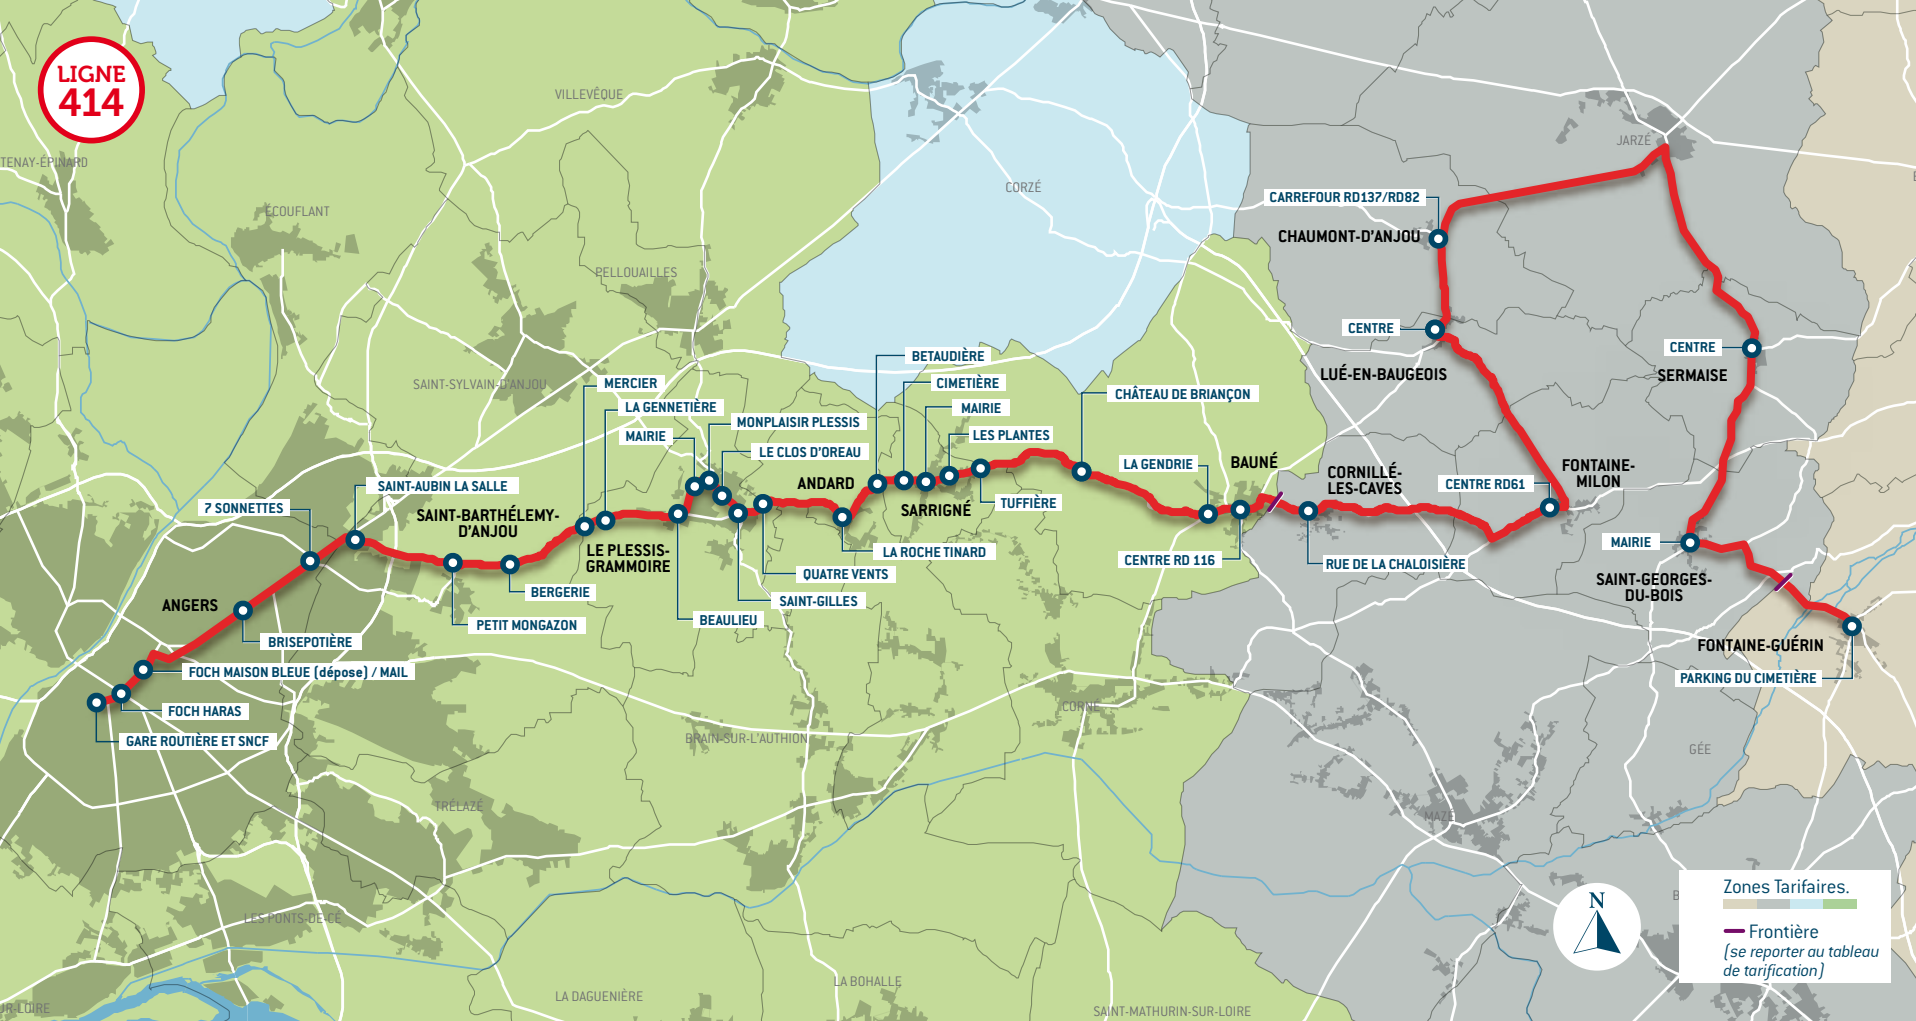 LIGNE
414
VILLEVÊQUE
TENAY-ÉPINARD
ÉCOUFLANT
PELLOUAILLES
CORZÉ
JARZÉ
CARREFOUR RD137/RD82
CHAUMONT-D'ANJOU
CENTRE
LUÉ-EN-BAUGEOIS
CENTRE
SERMAISE
SAINT-SYLVAIN-D'ANJOU
MERCIER
LA GENNETIÈRE
MAIRIE
MONPLAISIR PLESSIS
LE CLOS D'OREAU
BETAUDIÈRE
CIMETIÈRE
MAIRIE
LES PLANTES
CHÂTEAU DE BRIANÇON
LA GENDRIE
BAUNÉ
CORNILLÉ-
LES-CAVES
CENTRE RD61
FONTAINE-
MILON
SAINT-AUBIN LA SALLE
7 SONNETTES
SAINT-BARTHÉLEMY-
D'ANJOU
LE PLESSIS-
GRAMMOIRE
ANDARD
SARRIGNÉ
TUFFIÈRE
LA ROCHE TINARD
QUATRE VENTS
SAINT-GILLES
BEAULIEU
CENTRE RD 116
RUE DE LA CHALOISIÈRE
MAIRIE
SAINT-GEORGES-
DU-BOIS
FONTAINE-GUÉRIN
PARKING DU CIMETIÈRE
ANGERS
BERGERIE
PETIT MONGAZON
BRISEPOTIÈRE
FOCH MAISON BLEUE (dépose) / MAIL
FOCH HARAS
GARE ROUTIÈRE ET SNCF
BRAIN-SUR-L'AUTHION
CORNÉ
GÉE
TRÉLAZÉ
MAZÉ
LES PONTS-DE-CÉ
UR-LOIRE
LA DAGUENIÈRE
LA BOHALLE
SAINT-MATHURIN-SUR-LOIRE
N
B
Zones Tarifaires.
Frontière
(se reporter au tableau
de tarification)